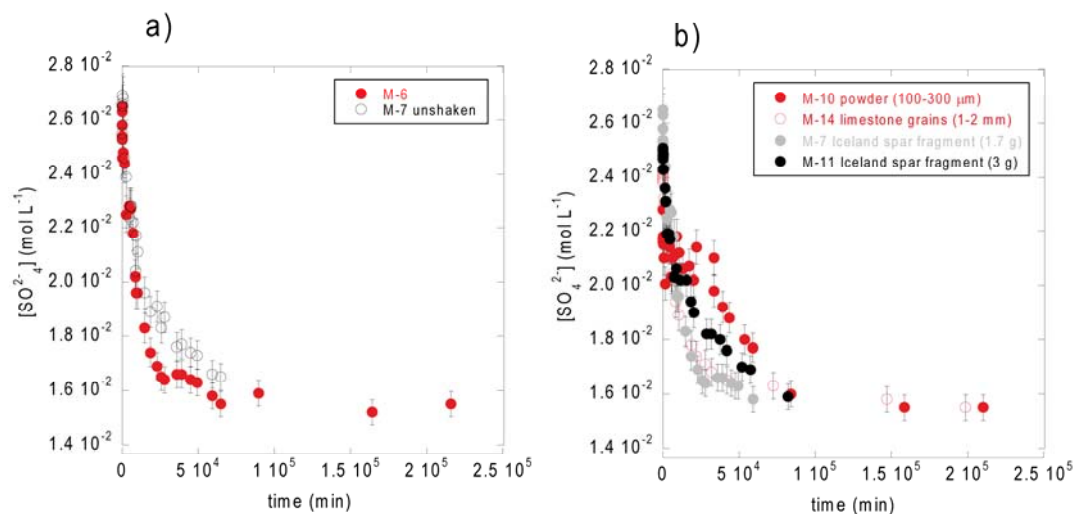 a)
[SO₄²⁻] (mol L⁻¹)
2.8 10⁻²
2.6 10⁻²
2.4 10⁻²
2.2 10⁻²
2.0 10⁻²
1.8 10⁻²
1.6 10⁻²
1.4 10⁻²
M-6
M-7 unshaken
0
5 10⁴
1 10⁵
1.5 10⁵
2 10⁵
2.5 10⁵
time (min)
b)
[SO₄²⁻] (mol L⁻¹)
2.8 10⁻²
2.6 10⁻²
2.4 10⁻²
2.2 10⁻²
2.0 10⁻²
1.8 10⁻²
1.6 10⁻²
1.4 10⁻²
M-10 powder (100-300 μm)
M-14 limestone grains (1-2 mm)
M-7 Iceland spar fragment (1.7 g)
M-11 Iceland spar fragment (3 g)
0
5 10⁴
1 10⁵
1.5 10⁵
2 10⁵
2.5 10⁵
time (min)